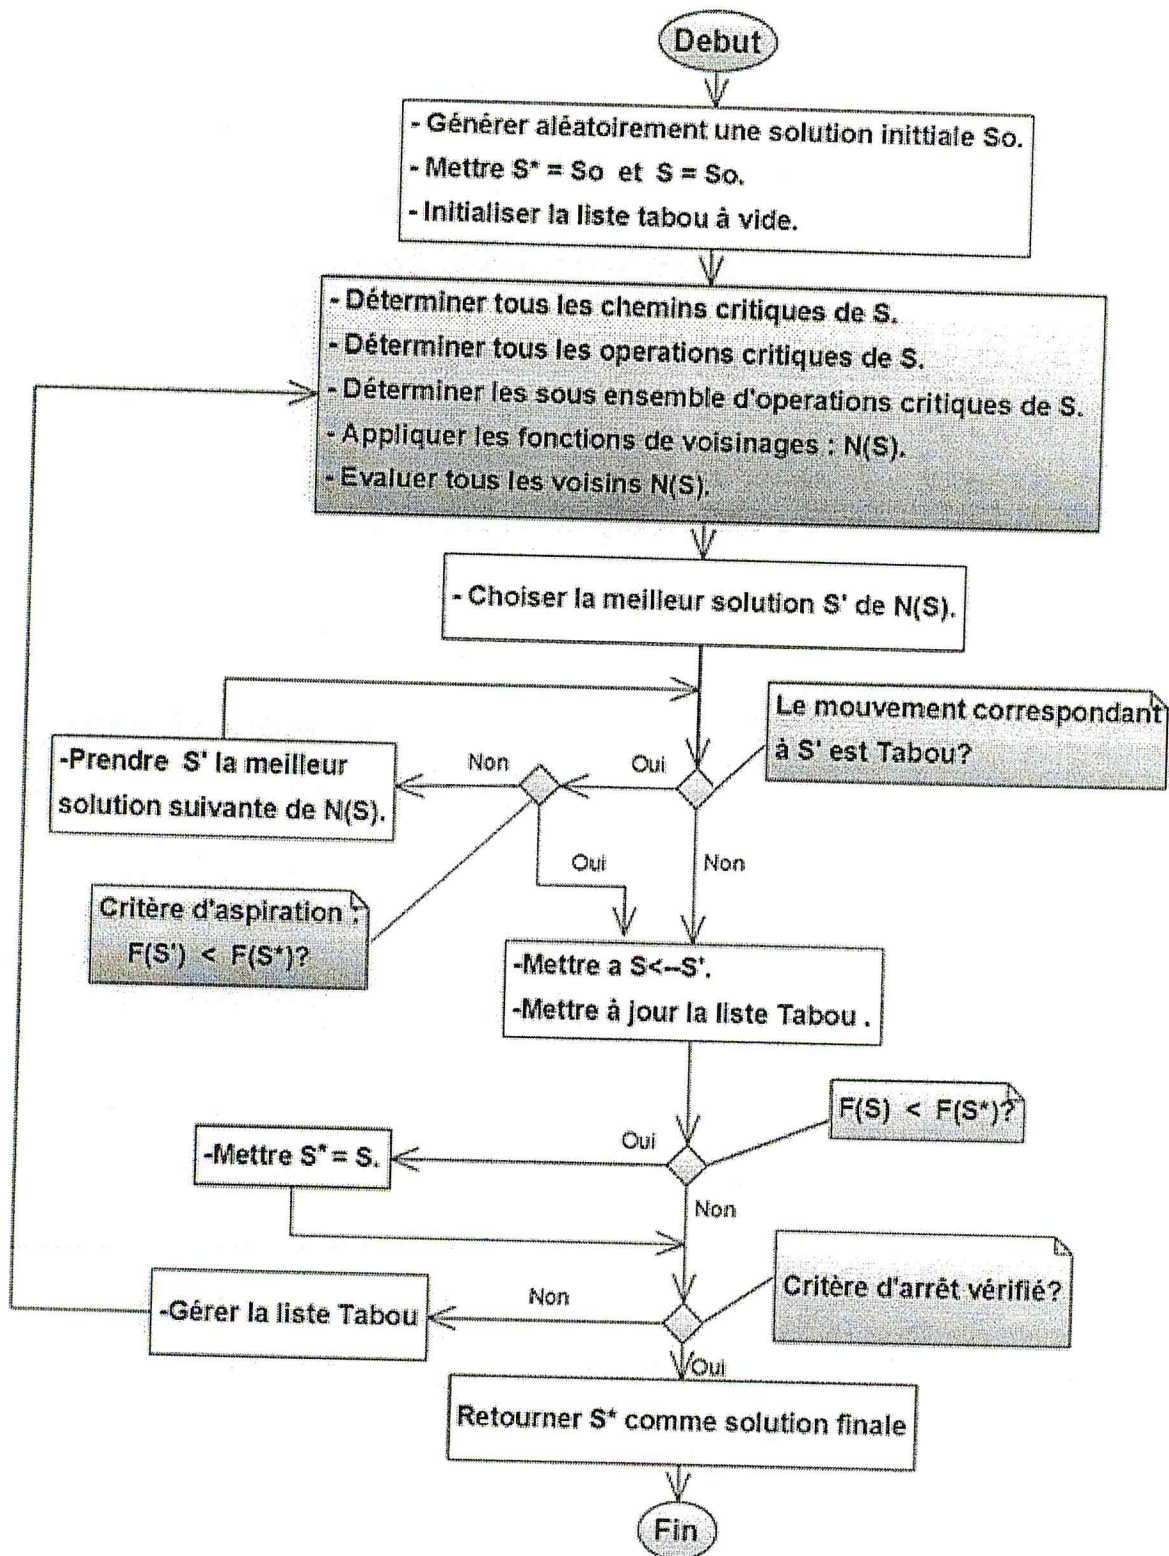 Debut
- Générer aléatoirement une solution inittiale So.
- Mettre S* = So et S = So.
- Initialiser la liste tabou à vide.
- Déterminer tous les chemins critiques de S.
- Déterminer tous les operations critiques de S.
- Déterminer les sous ensemble d'operations critiques de S.
- Appliquer les fonctions de voisinages : N(S).
- Evaluer tous les voisins N(S).
- Choiser la meilleur solution S' de N(S).
Le mouvement correspondant
à S' est Tabou?
-Prendre S' la meilleur
solution suivante de N(S).
Non
Oui
Oui
Non
Critère d'aspiration :
F(S') < F(S*)?
-Mettre a S<--S'.
-Mettre à jour la liste Tabou .
F(S) < F(S*)?
Oui
-Mettre S* = S.
Non
Critère d'arrêt vérifié?
Non
-Gérer la liste Tabou
Oui
Retourner S* comme solution finale
Fin